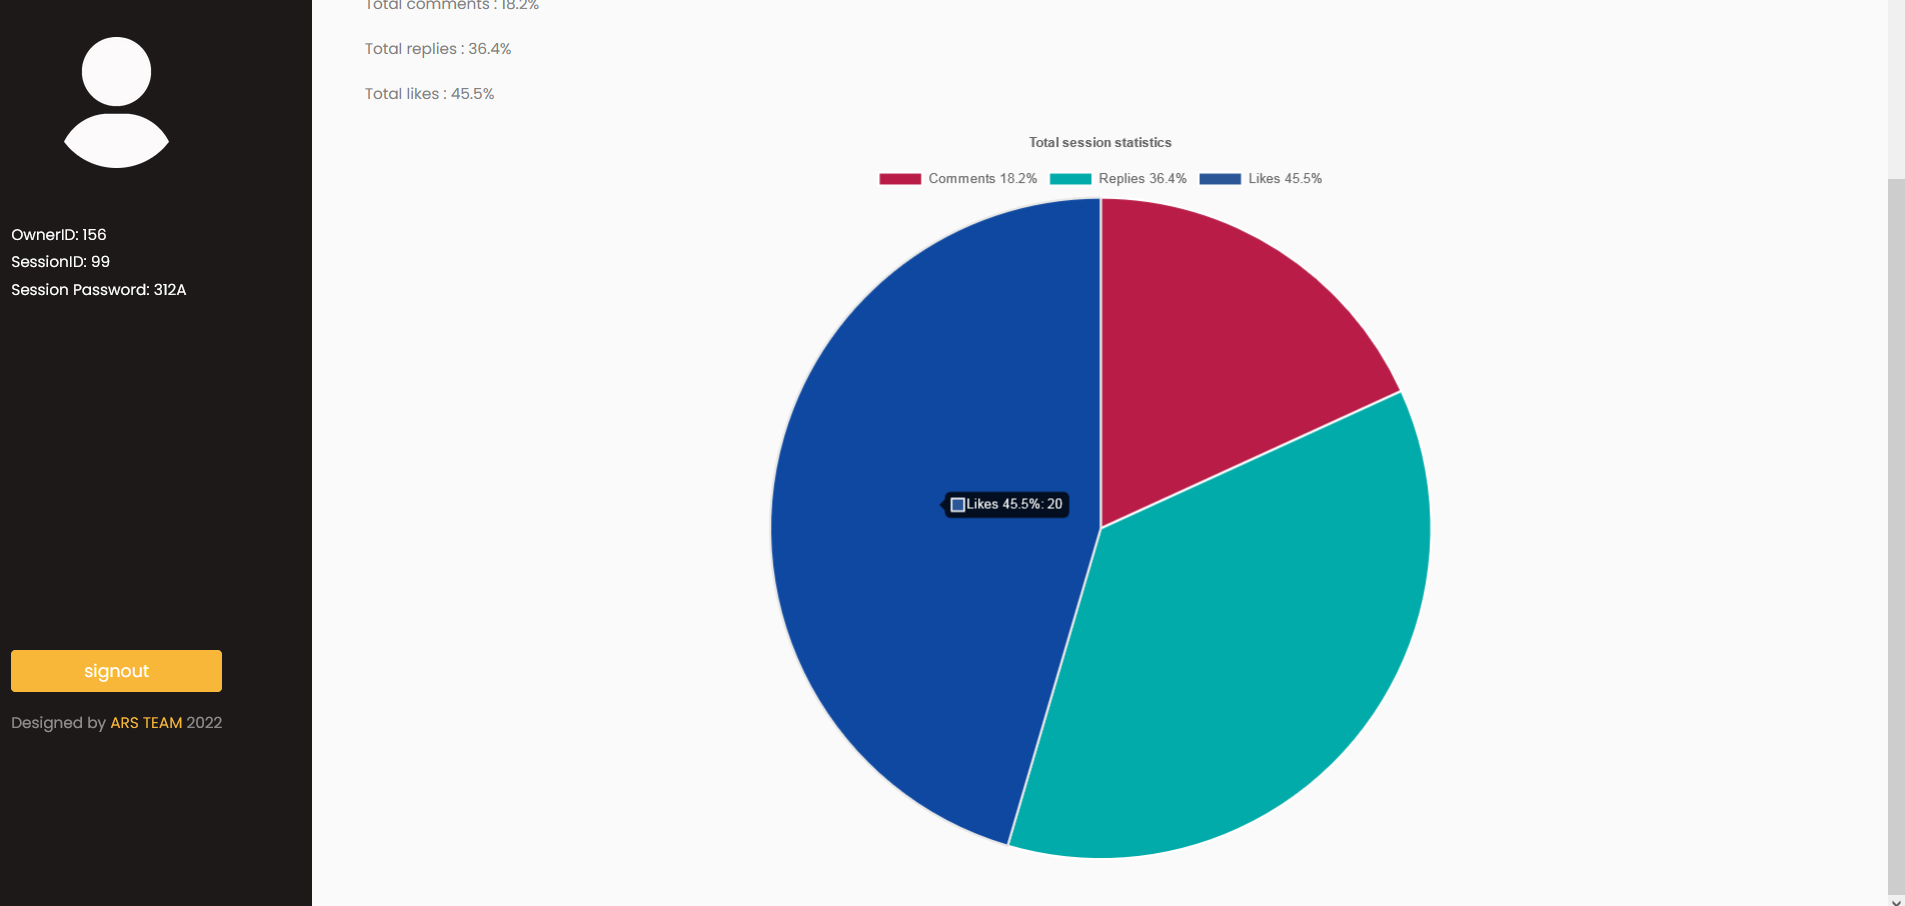 Total comments : 18.2%
Total replies : 36.4%
Total likes : 45.5%
Total session statistics
Comments 18.2% Replies 36.4% Likes 45.5%
Likes 45.5%: 20
OwnerID: 156
SessionID: 99
Session Password: 312A
signout
Designed by ARS TEAM 2022